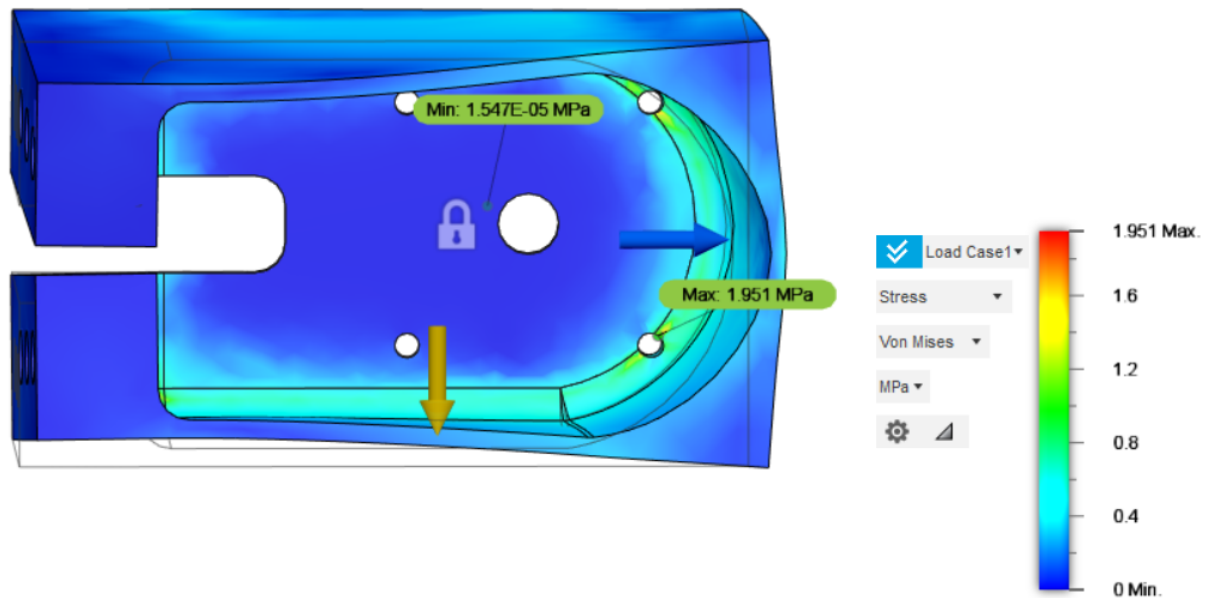 Min: 1.547E-05 MPa
Max: 1.951 MPa
Load Case1
Stress
Von Mises
MPa
1.951 Max.
1.6
1.2
0.8
0.4
0 Min.